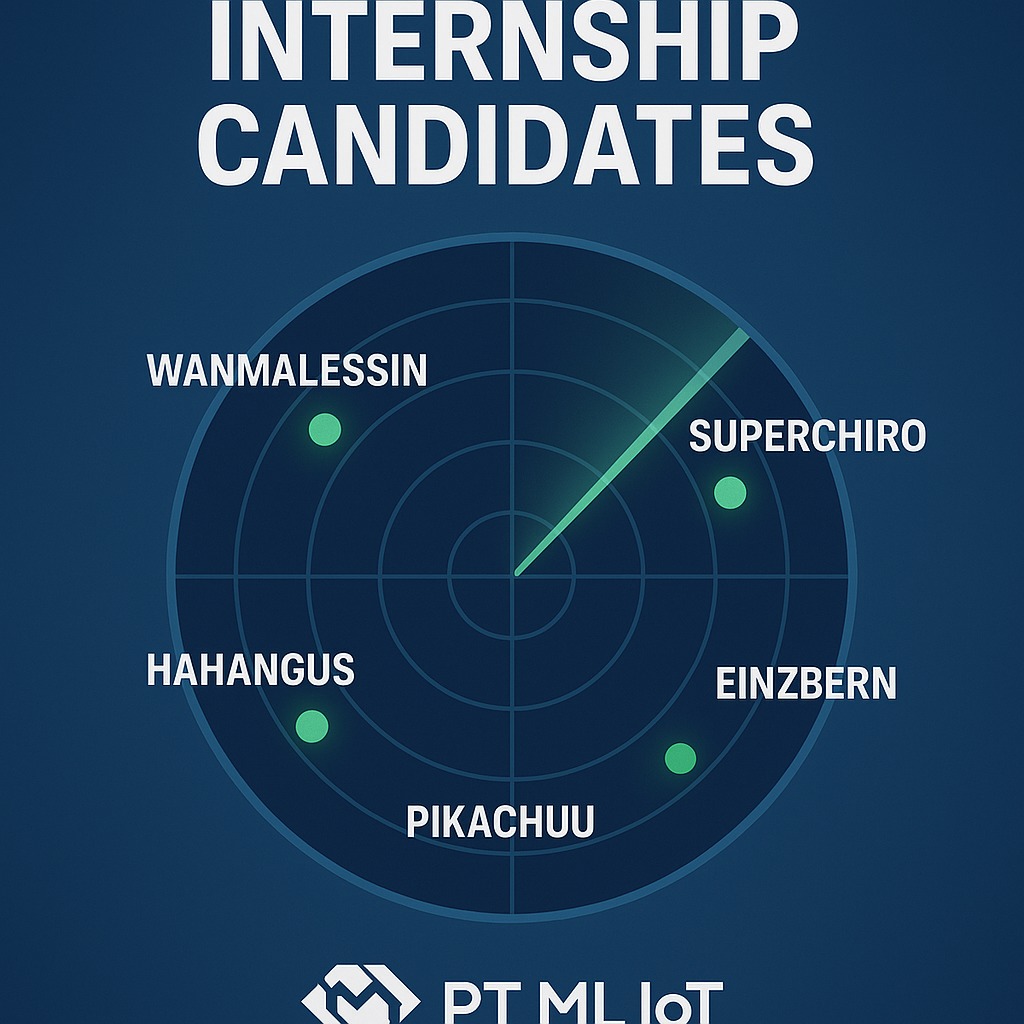 INTERNSHIP
CANDIDATES
WANMALESSIN
SUPERCHIRO
HAHANGUS
EINZBERN
PIKACHUU
PT ML IoT